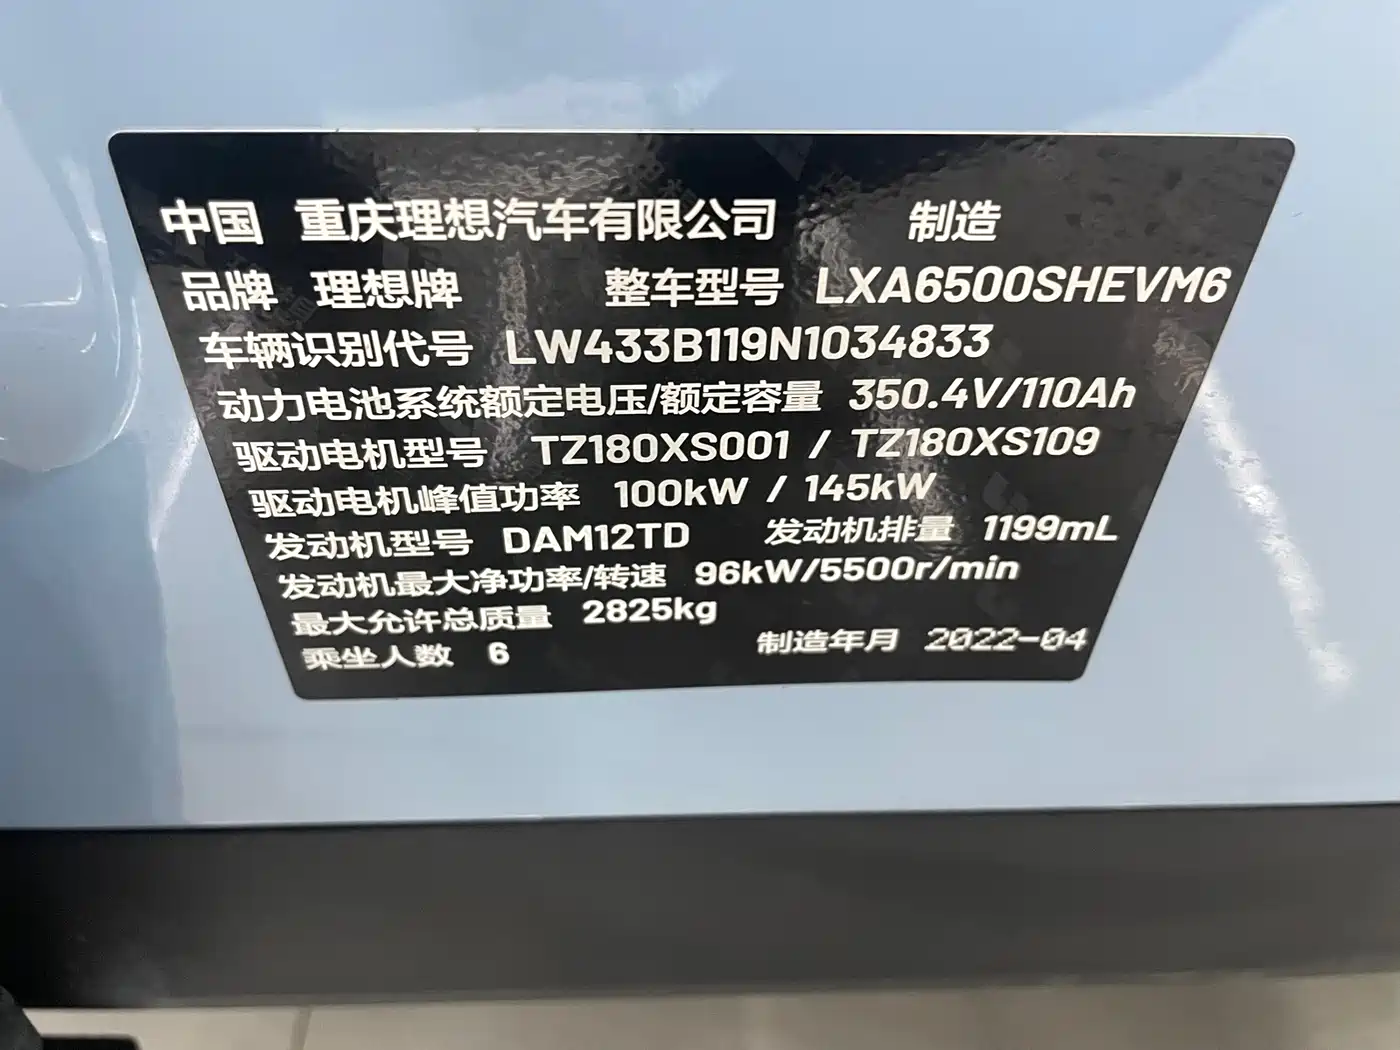 中国 重庆理想汽车有限公司 制造
品牌 理想牌 整车型号 LXA6500SHEVM6
车辆识别代号 LW433B119N1034833
动力电池系统额定电压/额定容量 350.4V/110Ah
驱动电机型号 TZ180XS001 / TZ180XS109
驱动电机峰值功率 100kW / 145kW
发动机型号 DAM12TD 发动机排量 1199mL
发动机最大净功率/转速 96kW/5500r/min
最大允许总质量 2825kg
乘坐人数 6 制造年月 2022-04